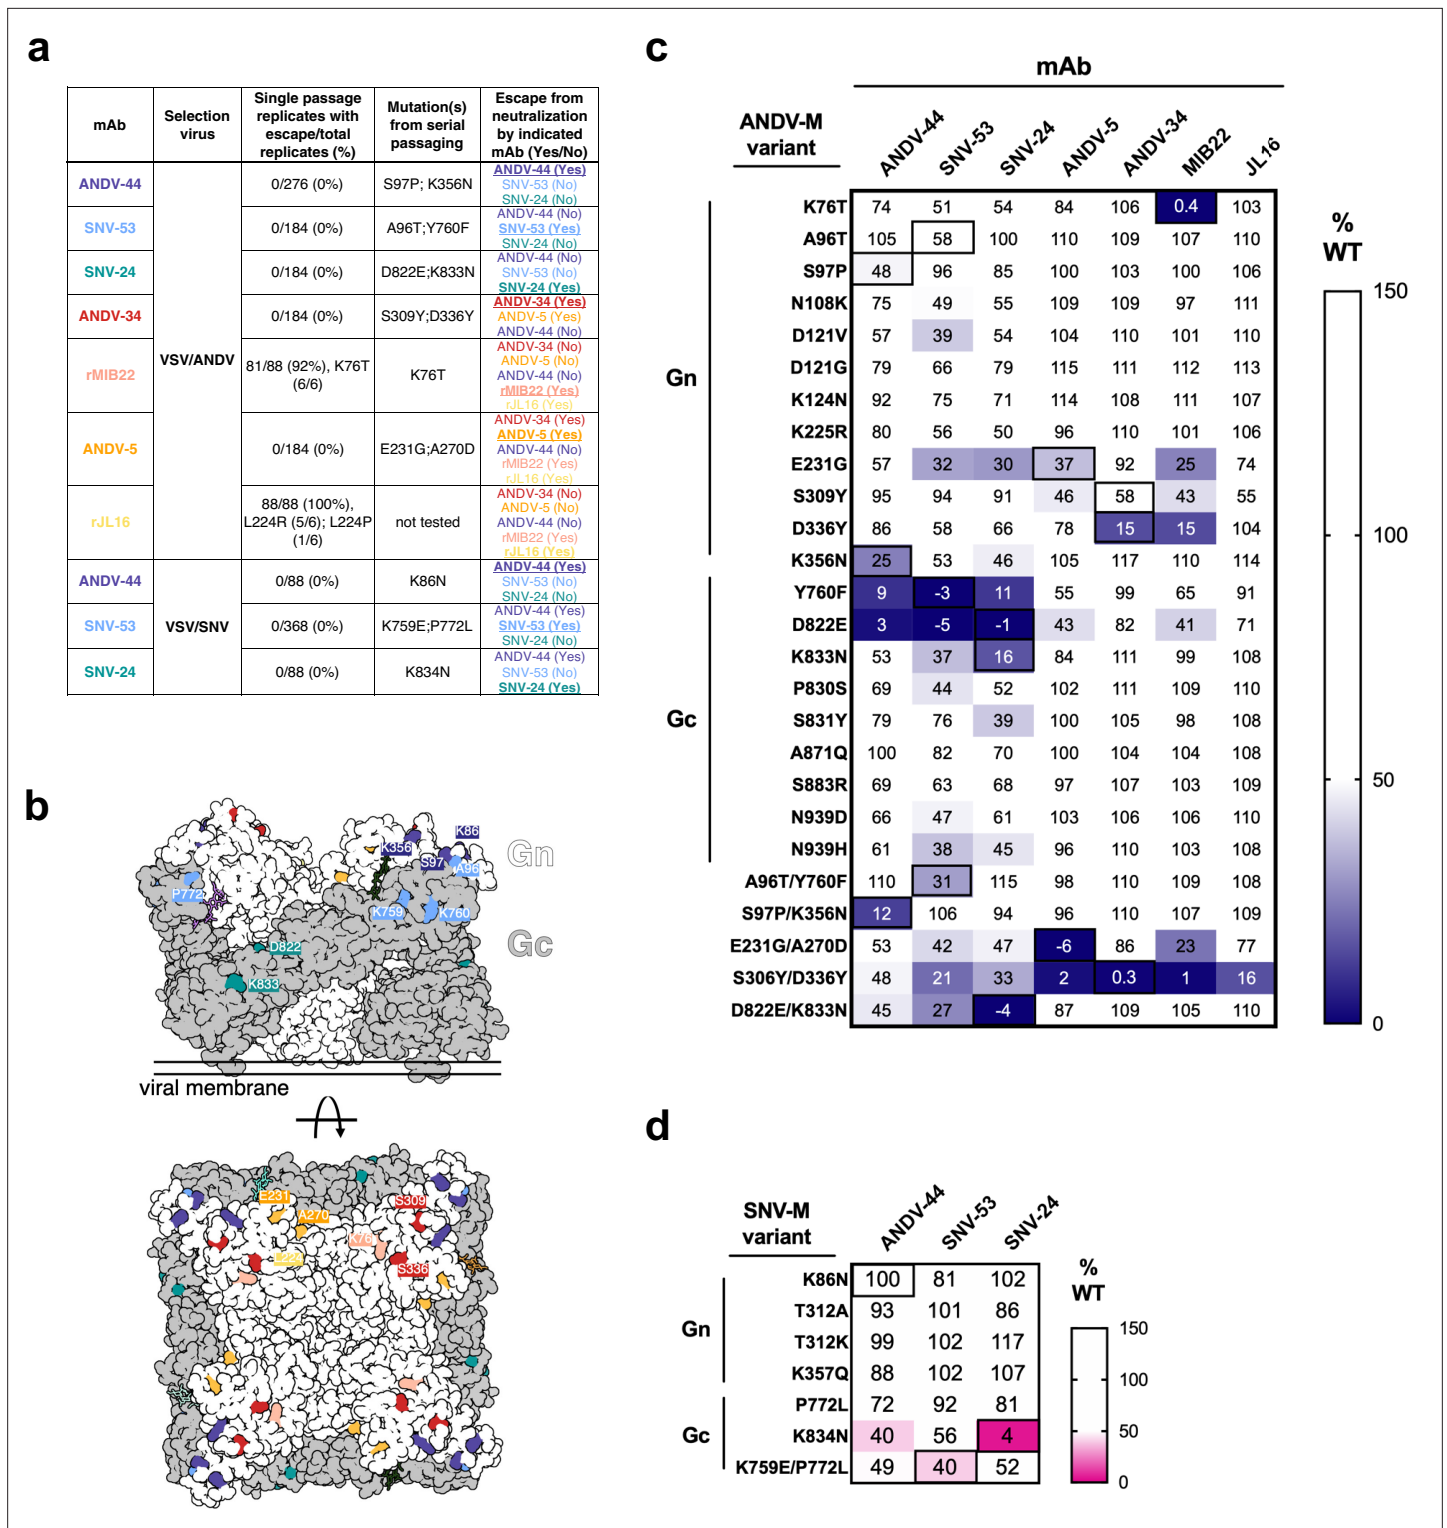 a
mAb
Selection
virus
Single passage
replicates with
escape/total
replicates (%)
Mutation(s)
from serial
passaging
Escape from
neutralization
by indicated
mAb (Yes/No)
ANDV-44
0/276 (0%)
S97P; K356N
ANDV-44 (Yes)
SNV-53 (No)
SNV-24 (No)
SNV-53
0/184 (0%)
A96T;Y760F
ANDV-44 (No)
SNV-53 (Yes)
SNV-24 (No)
SNV-24
0/184 (0%)
D822E;K833N
ANDV-44 (No)
SNV-53 (No)
SNV-24 (Yes)
ANDV-34
0/184 (0%)
S309Y;D336Y
ANDV-34 (Yes)
ANDV-5 (Yes)
ANDV-44 (No)
VSV/ANDV
rMIB22
81/88 (92%), K76T
(6/6)
K76T
ANDV-34 (No)
ANDV-5 (No)
ANDV-44 (No)
rMIB22 (Yes)
rJL16 (Yes)
ANDV-5
0/184 (0%)
E231G;A270D
ANDV-34 (Yes)
ANDV-5 (Yes)
ANDV-44 (No)
rMIB22 (Yes)
rJL16 (Yes)
rJL16
88/88 (100%),
L224R (5/6); L224P
(1/6)
not tested
ANDV-34 (No)
ANDV-5 (No)
ANDV-44 (No)
rMIB22 (Yes)
rJL16 (Yes)
ANDV-44
0/88 (0%)
K86N
ANDV-44 (Yes)
SNV-53 (No)
SNV-24 (No)
SNV-53
VSV/SNV
0/368 (0%)
K759E;P772L
ANDV-44 (Yes)
SNV-53 (Yes)
SNV-24 (No)
SNV-24
0/88 (0%)
K834N
ANDV-44 (Yes)
SNV-53 (No)
SNV-24 (Yes)
b
K86
K356
S97
A96
Gn
P772
K759
K760
D822
Gc
K833
viral membrane
E231
A270
S309
K76
S336
c
mAb
ANDV-M
variant
ANDV-44
SNV-53
SNV-24
ANDV-5
ANDV-34
MIB22
JL16
Gn
K76T 74 51 54 84 106 0.4 103
A96T 105 58 100 110 109 107 110
S97P 48 96 85 100 103 100 106
N108K 75 49 55 109 109 97 111
D121V 57 39 54 104 110 101 110
D121G 79 66 79 115 111 112 113
K124N 92 75 71 114 108 111 107
K225R 80 56 50 96 110 101 106
E231G 57 32 30 37 92 25 74
S309Y 95 94 91 46 58 43 55
D336Y 86 58 66 78 15 15 104
K356N 25 53 46 105 117 110 114
Gc
Y760F 9 -3 11 55 99 65 91
D822E 3 -5 -1 43 82 41 71
K833N 53 37 16 84 111 99 108
P830S 69 44 52 102 111 109 110
S831Y 79 76 39 100 105 98 108
A871Q 100 82 70 100 104 104 108
S883R 69 63 68 97 107 103 109
N939D 66 47 61 103 106 106 110
N939H 61 38 45 96 110 103 108
A96T/Y760F 110 31 115 98 110 109 108
S97P/K356N 12 106 94 96 110 107 109
E231G/A270D 53 42 47 -6 86 23 77
S306Y/D336Y 48 21 33 2 0.3 1 16
D822E/K833N 45 27 -4 87 109 105 110
%
WT
150
100
50
0
d
SNV-M
variant
ANDV-44
SNV-53
SNV-24
Gn
K86N 100 81 102
T312A 93 101 86
T312K 99 102 117
K357Q 88 102 107
Gc
P772L 72 92 81
K834N 40 56 4
K759E/P772L 49 40 52
%
WT
150
100
50
0